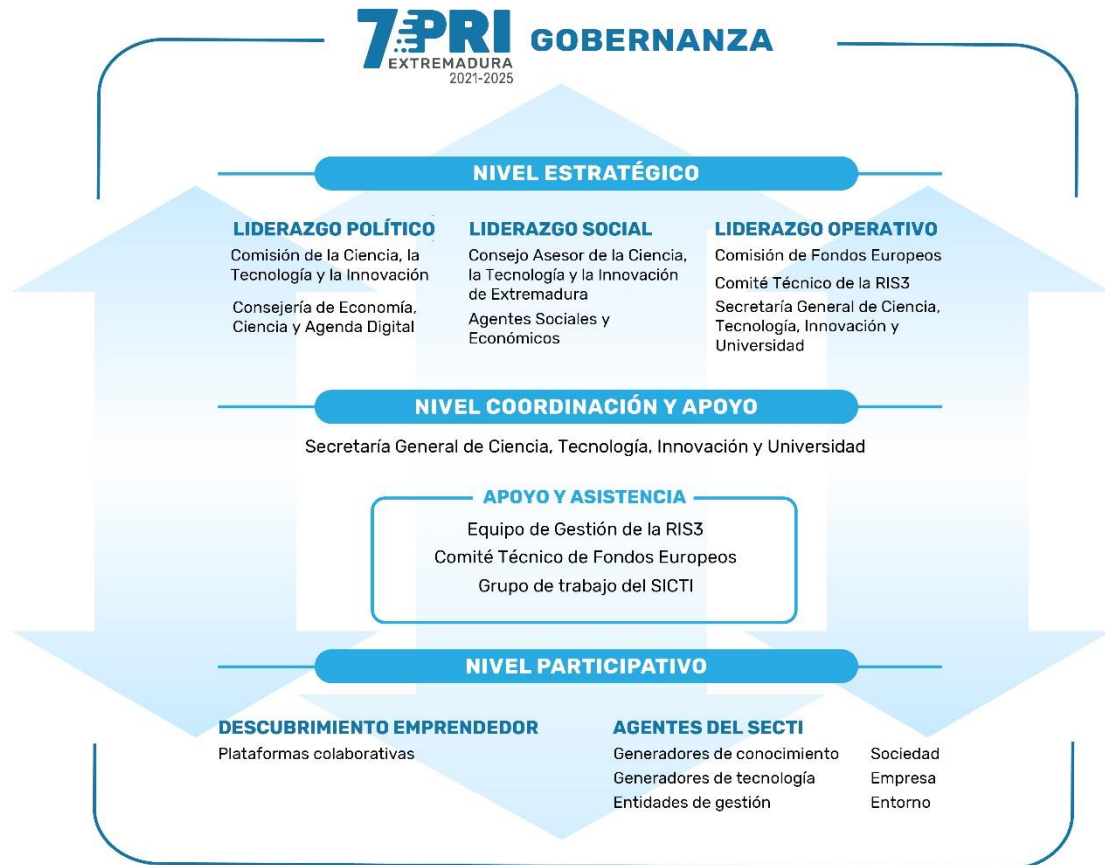 7PRI
EXTREMADURA
2021-2025
GOBERNANZA
NIVEL ESTRATÉGICO
LIDERAZGO POLÍTICO
Comisión de la Ciencia, la
Tecnología y la Innovación
Consejería de Economía,
Ciencia y Agenda Digital
LIDERAZGO SOCIAL
Consejo Asesor de la Ciencia,
la Tecnología y la Innovación
de Extremadura
Agentes Sociales y
Económicos
LIDERAZGO OPERATIVO
Comisión de Fondos Europeos
Comité Técnico de la RIS3
Secretaría General de Ciencia,
Tecnología, Innovación y
Universidad
NIVEL COORDINACIÓN Y APOYO
Secretaría General de Ciencia, Tecnología, Innovación y Universidad
APOYO Y ASISTENCIA
Equipo de Gestión de la RIS3
Comité Técnico de Fondos Europeos
Grupo de trabajo del SICTI
NIVEL PARTICIPATIVO
DESCUBRIMIENTO EMPRENDEDOR
Plataformas colaborativas
AGENTES DEL SECTI
Generadores de conocimiento
Generadores de tecnología
Entidades de gestión
Sociedad
Empresa
Entorno